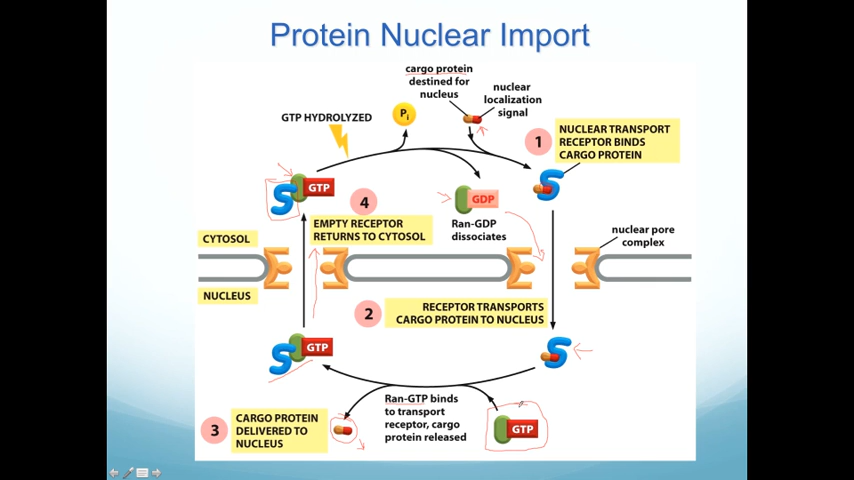 Protein Nuclear Import
cargo protein
destined for
nucleus
nuclear
localization
signal
GTP HYDROLYZED
Pi
1
NUCLEAR TRANSPORT
RECEPTOR BINDS
CARGO PROTEIN
GTP
4
GDP
EMPTY RECEPTOR
RETURNS TO CYTOSOL
Ran-GDP
dissociates
CYTOSOL
nuclear pore
complex
NUCLEUS
2
RECEPTOR TRANSPORTS
CARGO PROTEIN TO NUCLEUS
GTP
3
CARGO PROTEIN
DELIVERED TO
NUCLEUS
Ran-GTP binds
to transport
receptor, cargo
protein released
GTP